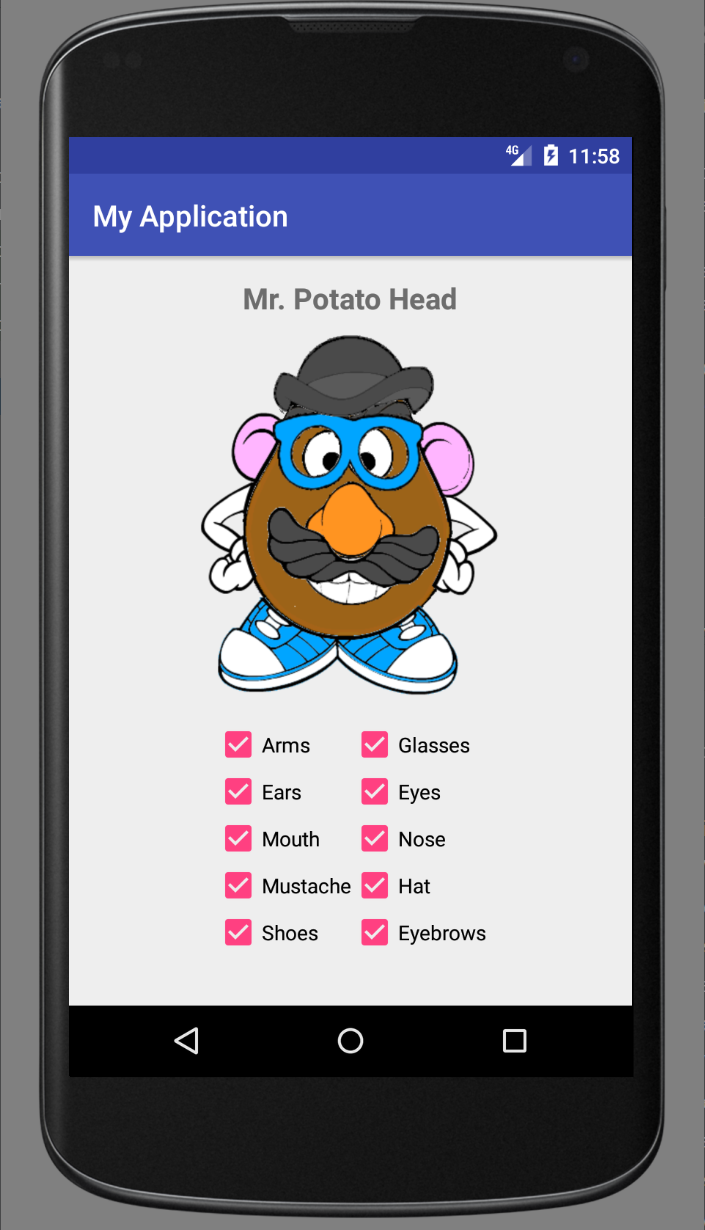 4G 11:58
My Application
Mr. Potato Head
Arms Glasses
Ears Eyes
Mouth Nose
Mustache Hat
Shoes Eyebrows